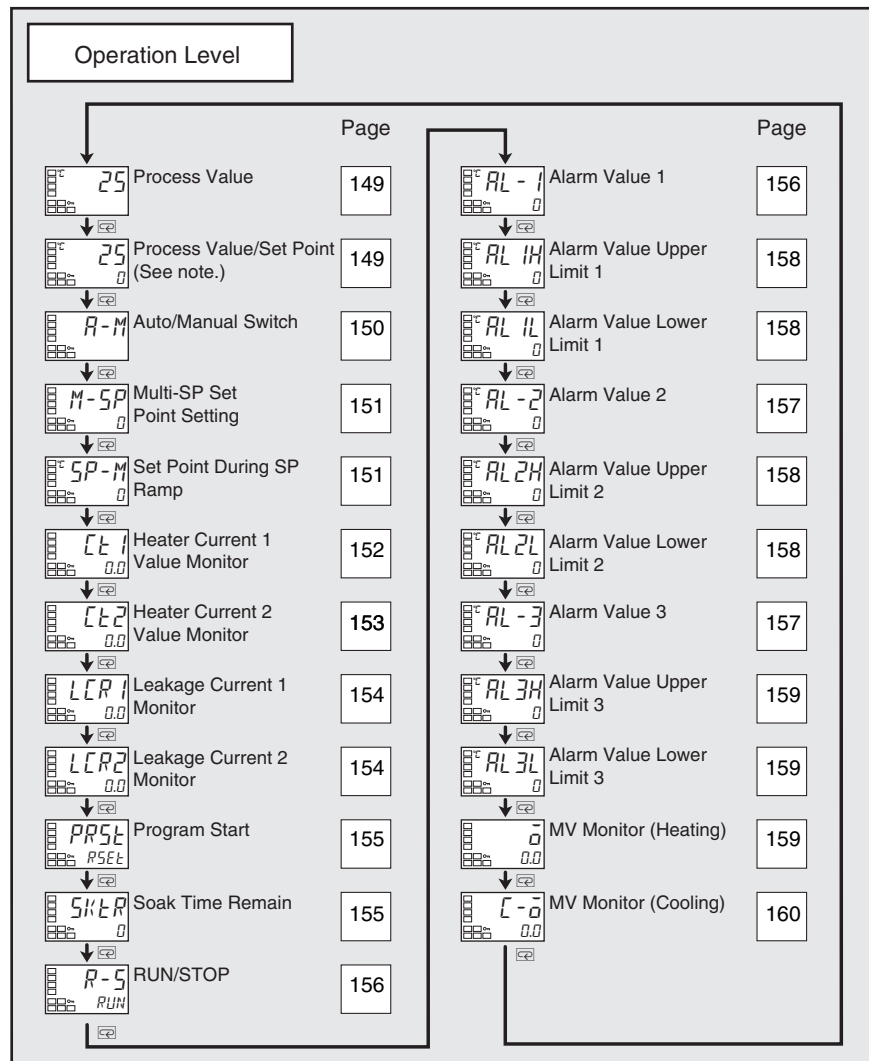 Operation Level
Page
25
Process Value
149
25
0
Process Value/Set Point
(See note.)
149
A-M
Auto/Manual Switch
150
M-SP
0
Multi-SP Set
Point Setting
151
SP-M
0
Set Point During SP
Ramp
151
Ct1
0.0
Heater Current 1
Value Monitor
152
Ct2
0.0
Heater Current 2
Value Monitor
153
LCR1
0.0
Leakage Current 1
Monitor
154
LCR2
0.0
Leakage Current 2
Monitor
154
PRSt
RSEt
Program Start
155
SKtR
0
Soak Time Remain
155
R-S
RUN
RUN/STOP
156
Page
°C
AL-1
0
Alarm Value 1
156
AL1H
0
Alarm Value Upper
Limit 1
158
AL1L
0
Alarm Value Lower
Limit 1
158
AL-2
0
Alarm Value 2
157
AL2H
0
Alarm Value Upper
Limit 2
158
AL2L
0
Alarm Value Lower
Limit 2
158
AL-3
0
Alarm Value 3
157
AL3H
0
Alarm Value Upper
Limit 3
159
AL3L
0
Alarm Value Lower
Limit 3
159
o
0.0
MV Monitor (Heating)
159
C-o
0.0
MV Monitor (Cooling)
160